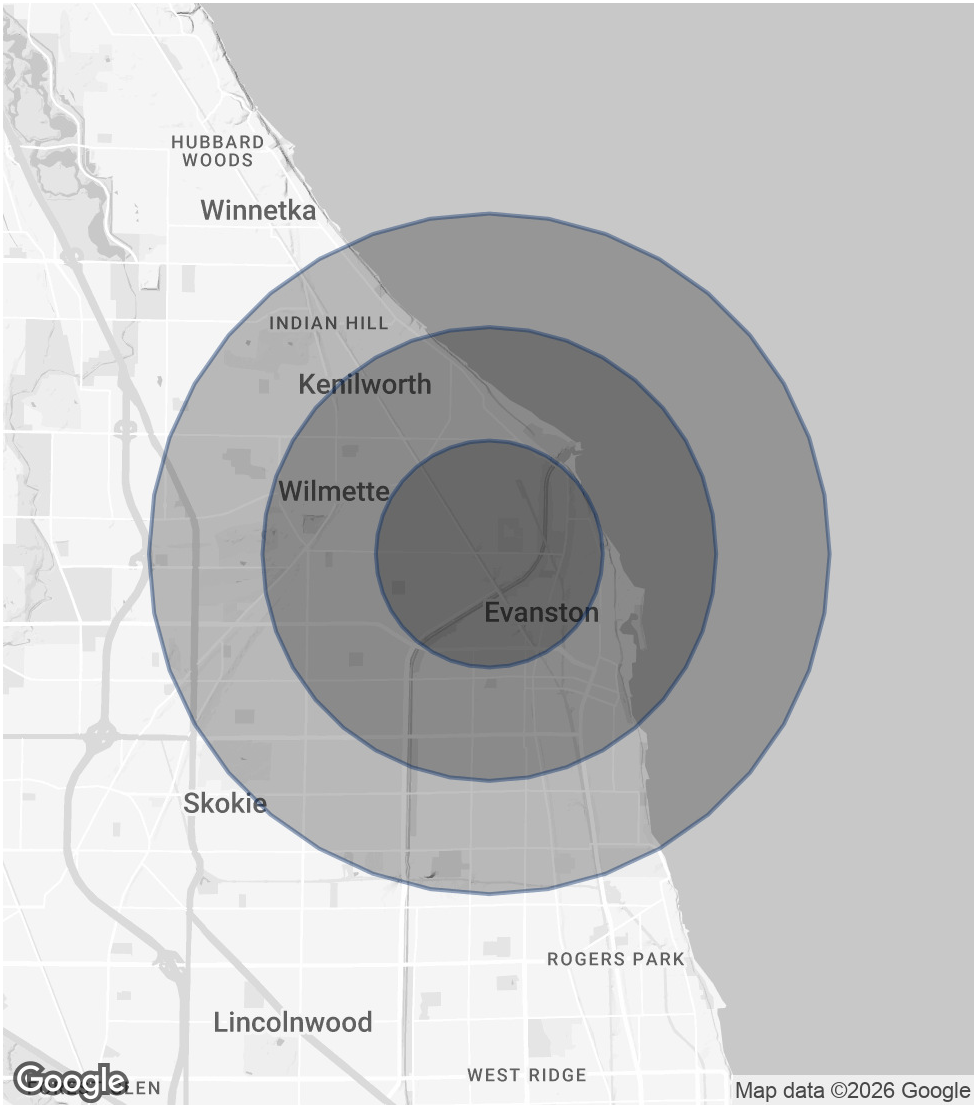 HUBBARD
WOODS
Winnetka
INDIAN HILL
Kenilworth
Wilmette
Evanston
Skokie
ROGERS PARK
Lincolnwood
WEST RIDGE
Google
Map data ©2026 Google